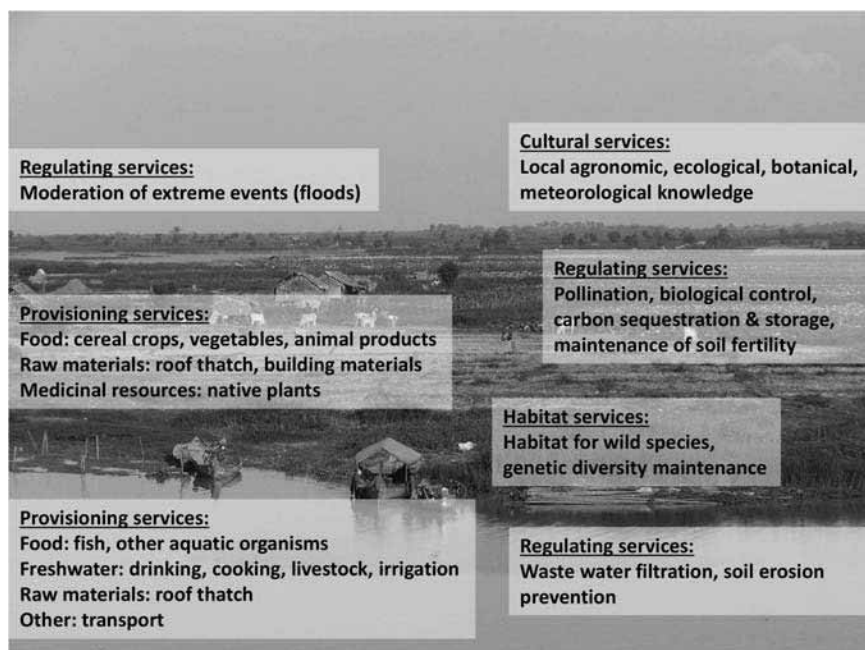 Regulating services:
Moderation of extreme events (floods)
Cultural services:
Local agronomic, ecological, botanical,
meteorological knowledge
Regulating services:
Pollination, biological control,
carbon sequestration & storage,
maintenance of soil fertility
Provisioning services:
Food: cereal crops, vegetables, animal products
Raw materials: roof thatch, building materials
Medicinal resources: native plants
Habitat services:
Habitat for wild species,
genetic diversity maintenance
Provisioning services:
Food: fish, other aquatic organisms
Freshwater: drinking, cooking, livestock, irrigation
Raw materials: roof thatch
Other: transport
Regulating services:
Waste water filtration, soil erosion
prevention